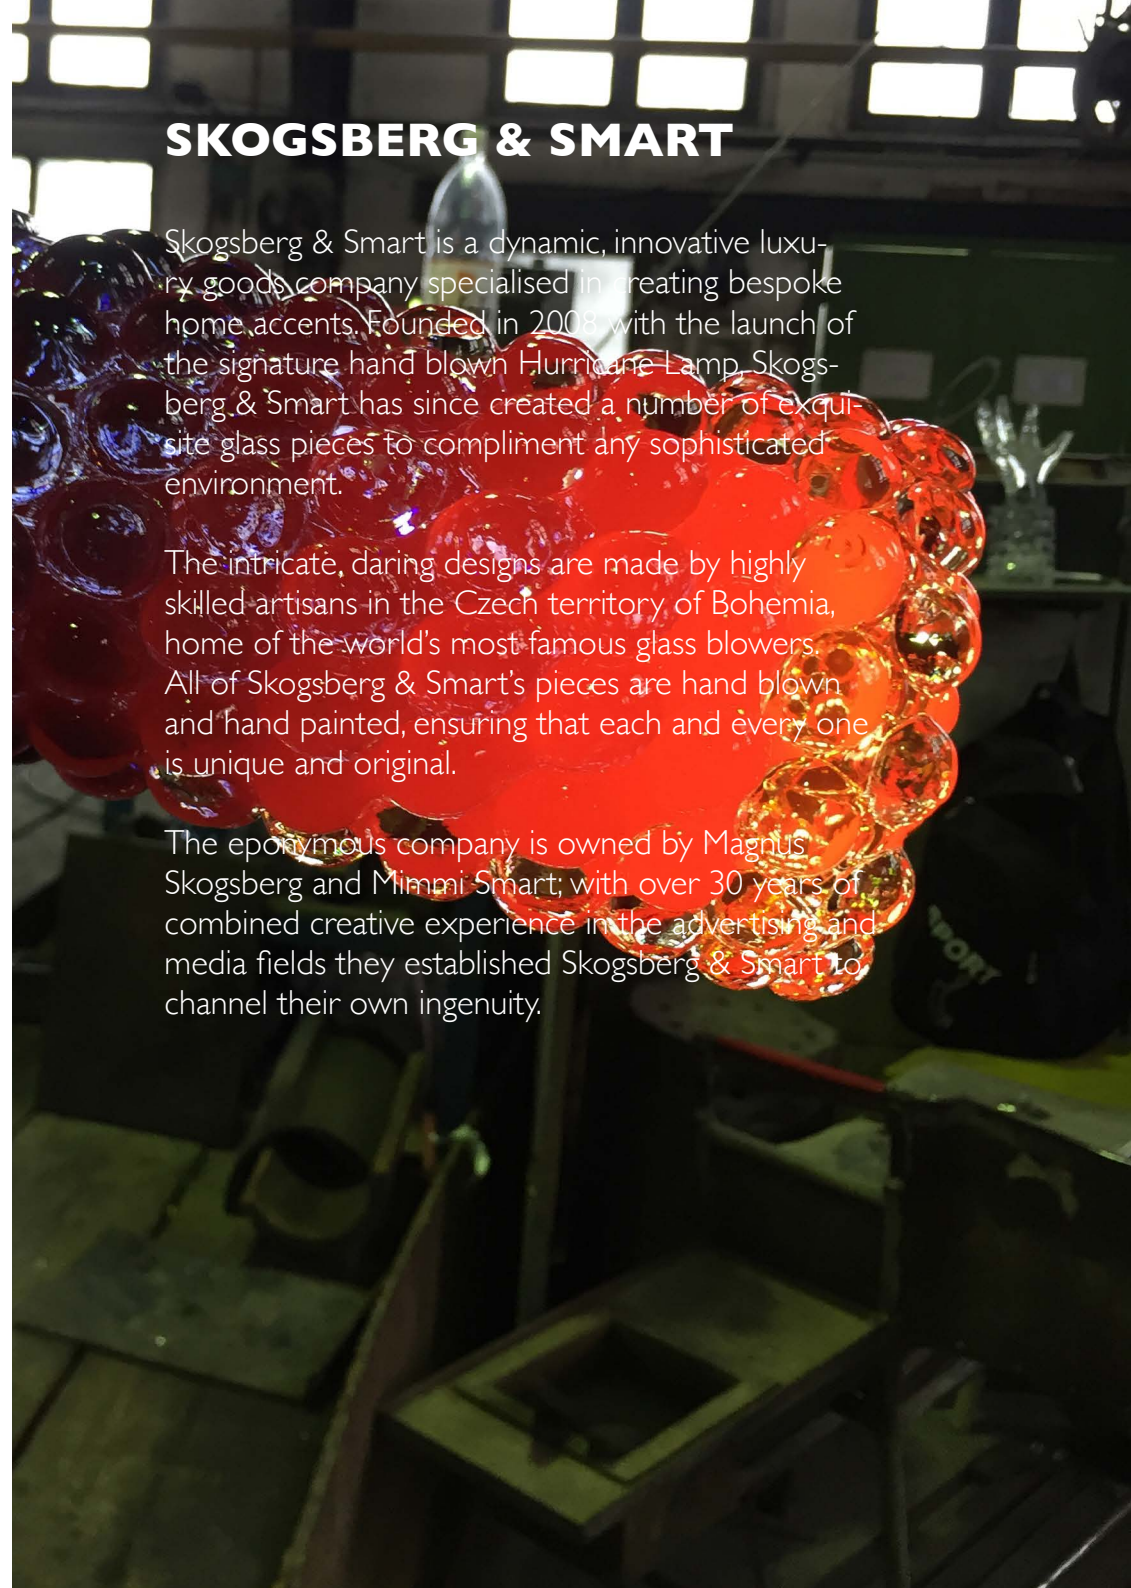 SKOGSBERG & SMART
Skogsberg & Smart is a dynamic, innovative luxu-
ry goods company specialised in creating bespoke
home accents. Founded in 2008 with the launch of
the signature hand blown Hurricane Lamp, Skogs-
berg & Smart has since created a number of exqui-
site glass pieces to compliment any sophisticated
environment.
The intricate, daring designs are made by highly
skilled artisans in the Czech territory of Bohemia,
home of the world’s most famous glass blowers.
All of Skogsberg & Smart’s pieces are hand blown
and hand painted, ensuring that each and every one
is unique and original.
The eponymous company is owned by Magnus
Skogsberg and Mimmi Smart; with over 30 years of
combined creative experience in the advertising and
media fields they established Skogsberg & Smart to
channel their own ingenuity.
SPORT